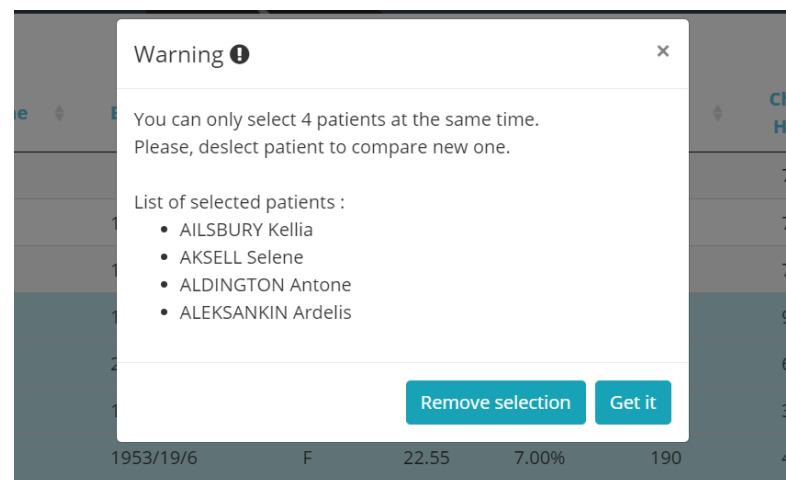 Warning
×
You can only select 4 patients at the same time.
Please, deslect patient to compare new one.
List of selected patients :
• AILSBURY Kellia
• AKSELL Selene
• ALDINGTON Antone
• ALEKSANKIN Ardelis
Remove selection Get it
1953/19/6 F 22.55 7.00% 190